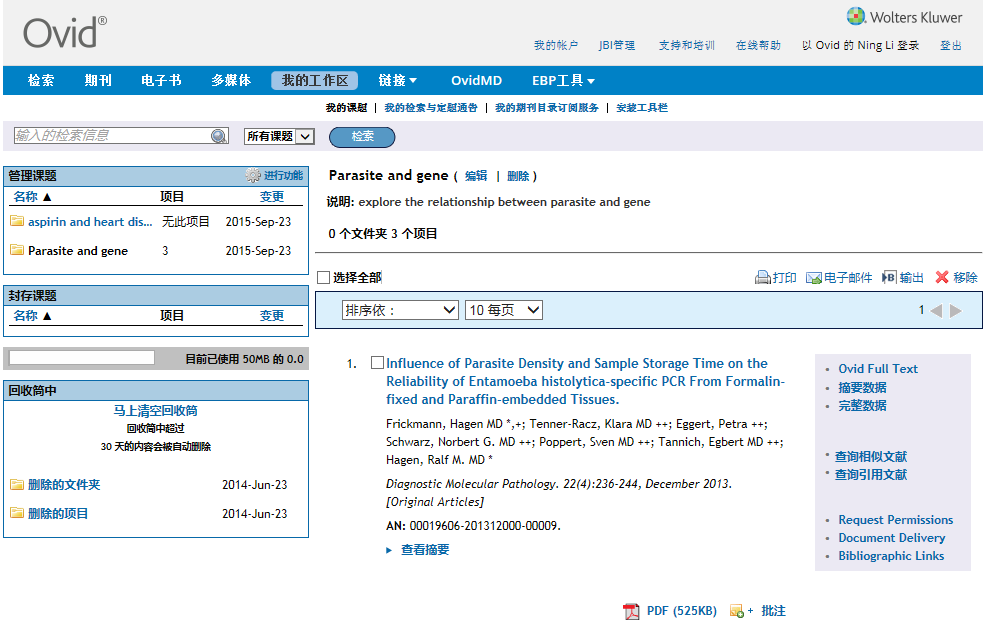 Ovid®
Wolters Kluwer
我的帐户 JBI管理 支持和培训 在线帮助 以 Ovid 的 Ning Li 登录 登出
检索 期刊 电子书 多媒体 我的工作区 链接 OvidMD EBP工具
我的课题 | 我的检索与定题通告 | 我的期刊目录订阅服务 | 安装工具栏
输入的检索信息 所有课题 检索
管理课题 进行功能
名称 ▲ 项目 变更
aspirin and heart dis... 无此项目 2015-Sep-23
Parasite and gene 3 2015-Sep-23
封存课题
名称 ▲ 项目 变更
目前已使用 50MB 的 0.0
回收筒中
马上清空回收筒
回收筒中超过
30 天的内容会被自动删除
删除的文件夹 2014-Jun-23
删除的项目 2014-Jun-23
Parasite and gene ( 编辑 | 删除 )
说明: explore the relationship between parasite and gene
0 个文件夹 3 个项目
选择全部 打印 电子邮件 输出 移除
排序依： 10 每页 1
1. Influence of Parasite Density and Sample Storage Time on the
Reliability of Entamoeba histolytica-specific PCR From Formalin-
fixed and Paraffin-embedded Tissues.
Frickmann, Hagen MD *,+; Tenner-Racz, Klara MD ++; Eggert, Petra ++;
Schwarz, Norbert G. MD ++; Poppert, Sven MD ++; Tannich, Egbert MD ++;
Hagen, Ralf M. MD *
Diagnostic Molecular Pathology. 22(4):236-244, December 2013.
[Original Articles]
AN: 00019606-201312000-00009.
▶ 查看摘要
• Ovid Full Text
• 摘要数据
• 完整数据
• 查询相似文献
• 查询引用文献
• Request Permissions
• Document Delivery
• Bibliographic Links
PDF (525KB) + 批注